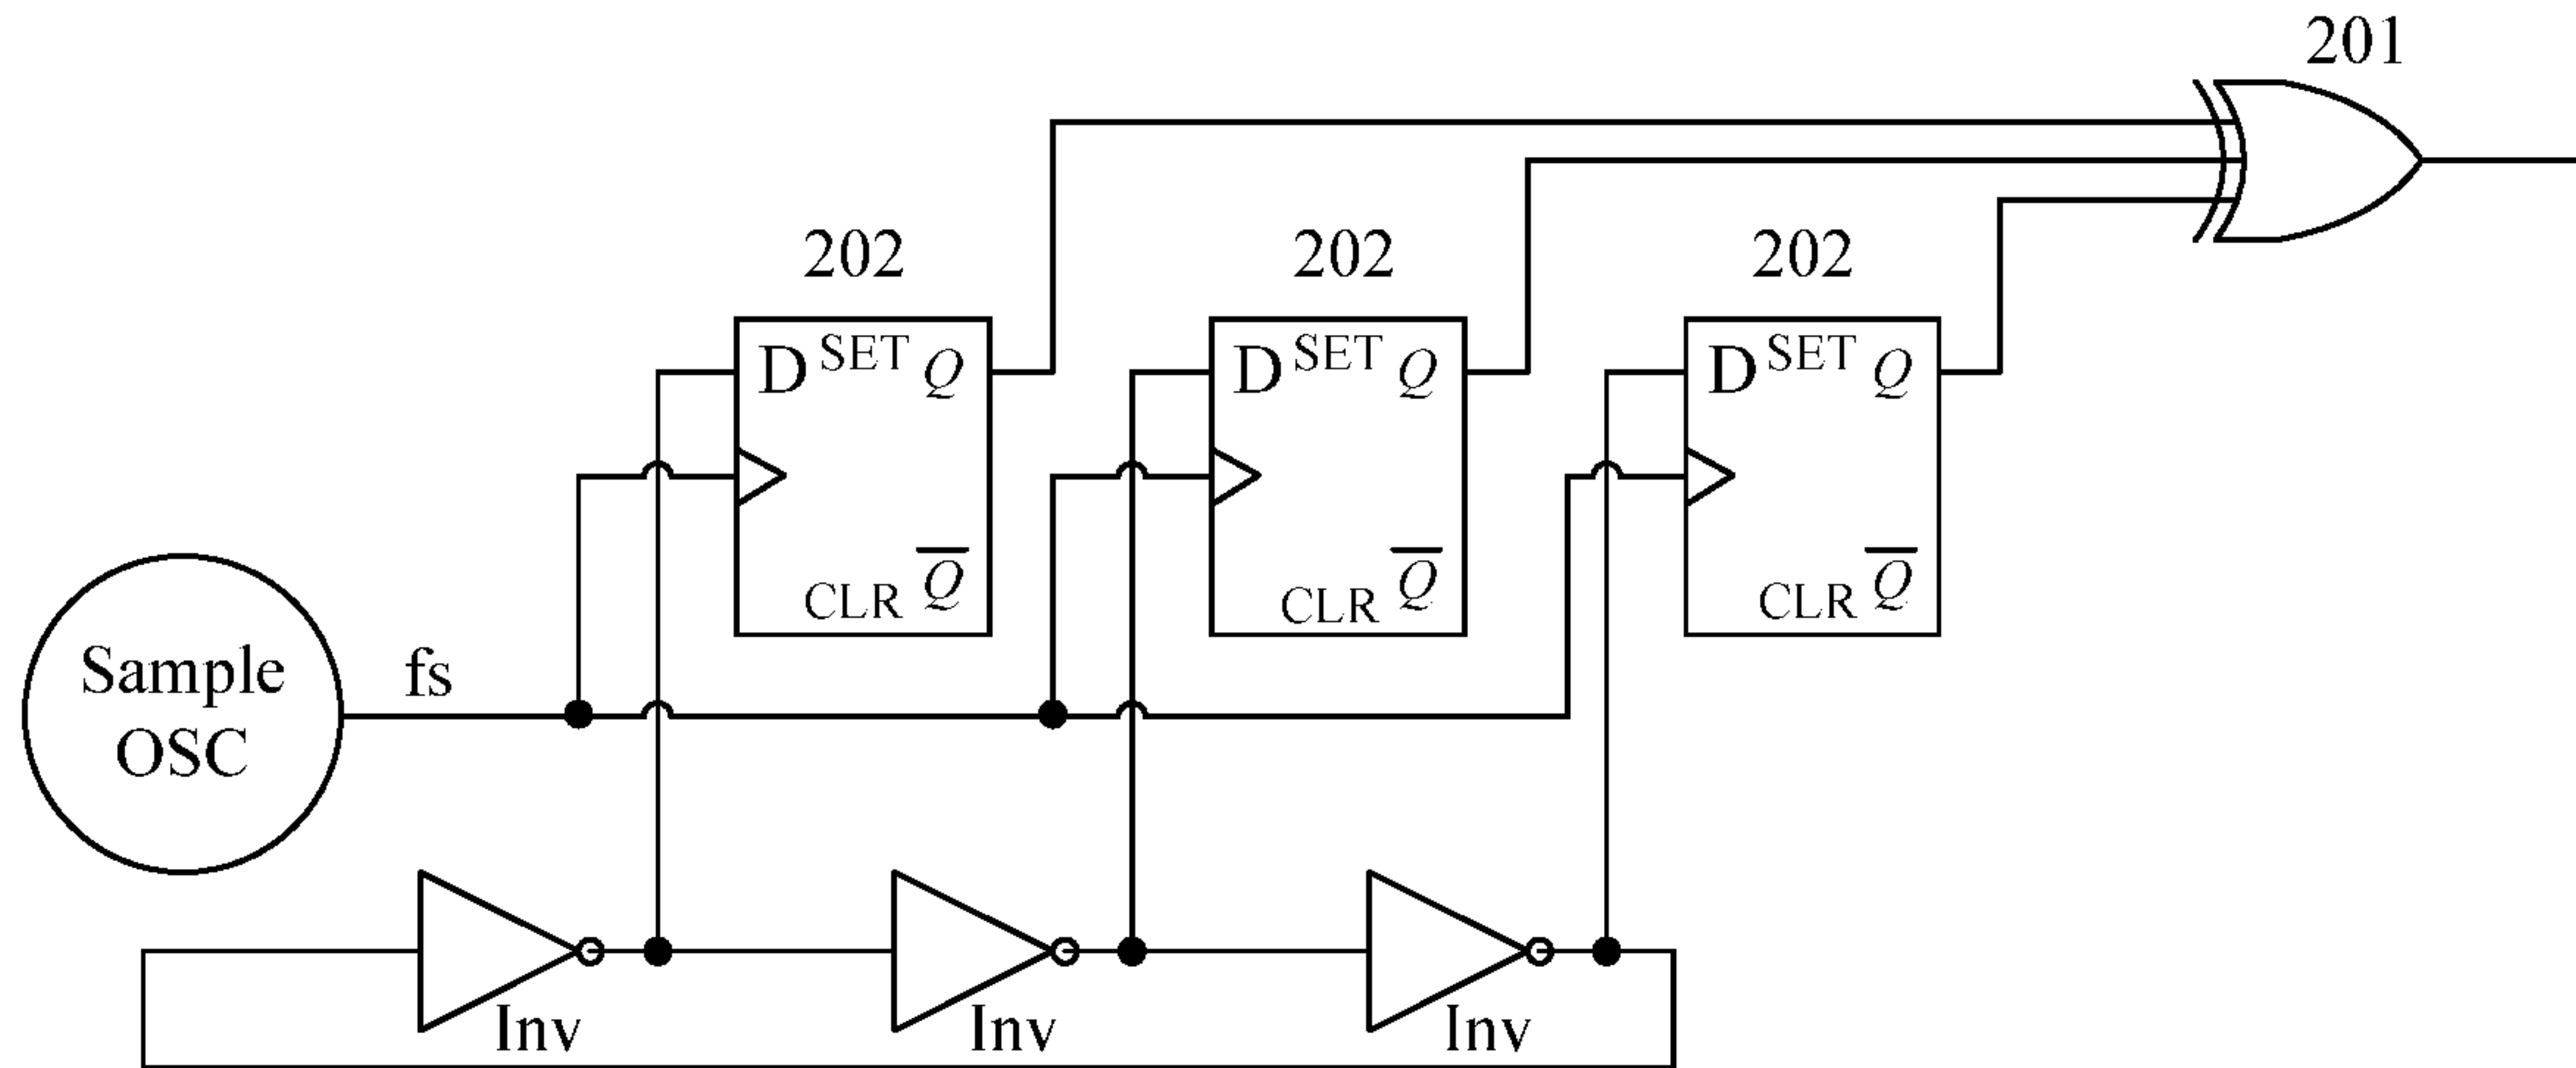 201
202 202 202
D SET Q D SET Q D SET Q
CLR Q̅ CLR Q̅ CLR Q̅
Sample
OSC
fs
Inv Inv Inv